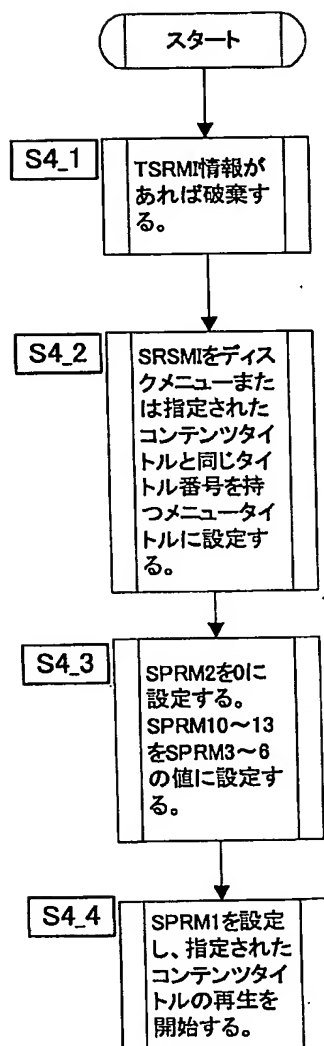 スタート
S4_1
TSRMI情報が
あれば破棄す
る。
S4_2
SRSMIをディス
クメニューまた
は指定された
コンテンツタイ
トルと同じタイ
トル番号を持
つメニュータイ
トルに設定す
る。
S4_3
SPRM2を0に
設定する。
SPRM10～13
をSPRM3～6
の値に設定す
る。
S4_4
SPRM1を設定
し、指定された
コンテンツタイ
トルの再生を
開始する。